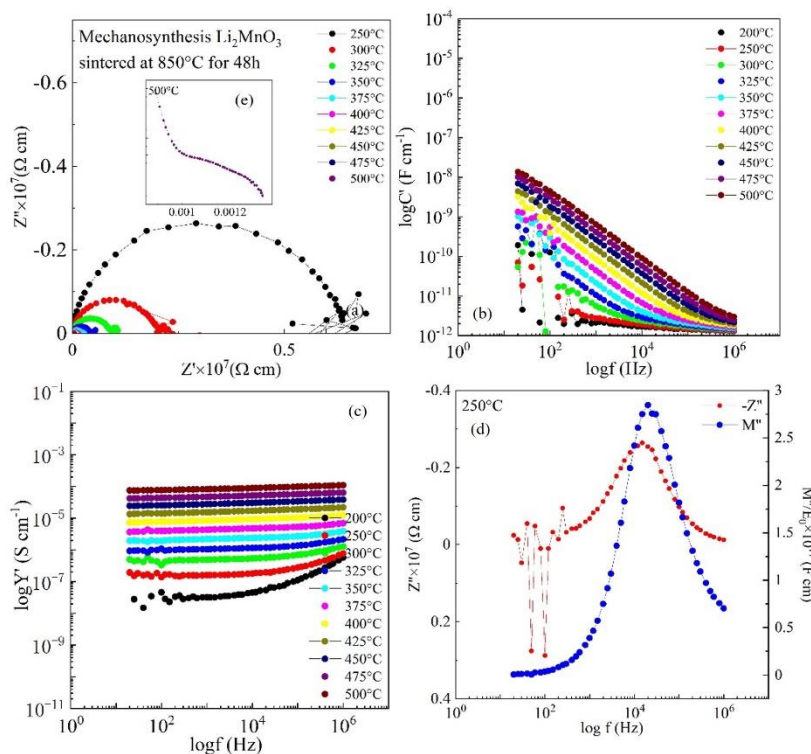 Mechanosynthesis Li₂MnO₃
sintered at 850°C for 48h
250°C
300°C
325°C
350°C
375°C
400°C
425°C
450°C
475°C
500°C
500°C
(e)
0.001 0.0012
-0.6
-0.4
-0.2
0
Z''×10⁷(Ω cm)
0 0.5
Z'×10⁷(Ω cm)
(a)
10⁻¹
10⁻⁴
10⁻⁵
10⁻⁶
10⁻⁷
10⁻⁸
10⁻⁹
10⁻¹⁰
10⁻¹¹
10⁻¹²
logC' (F cm⁻¹)
200°C
250°C
300°C
325°C
350°C
375°C
400°C
425°C
450°C
475°C
500°C
(b)
10⁰ 10² 10⁴ 10⁶
logf (Hz)
(c)
10⁻¹
10⁻³
10⁻⁵
10⁻⁷
10⁻⁹
10⁻¹¹
logY' (S cm⁻¹)
200°C
250°C
300°C
325°C
350°C
375°C
400°C
425°C
450°C
475°C
500°C
10⁰ 10² 10⁴ 10⁶
logf (Hz)
250°C
(d)
-Z''
M''
-0.4
-0.2
0
0.2
0.4
Z''×10⁷ (Ω cm)
3
2.5
2
1.5
1
0.5
0
10⁰ 10² 10⁴ 10⁶
log f (Hz)